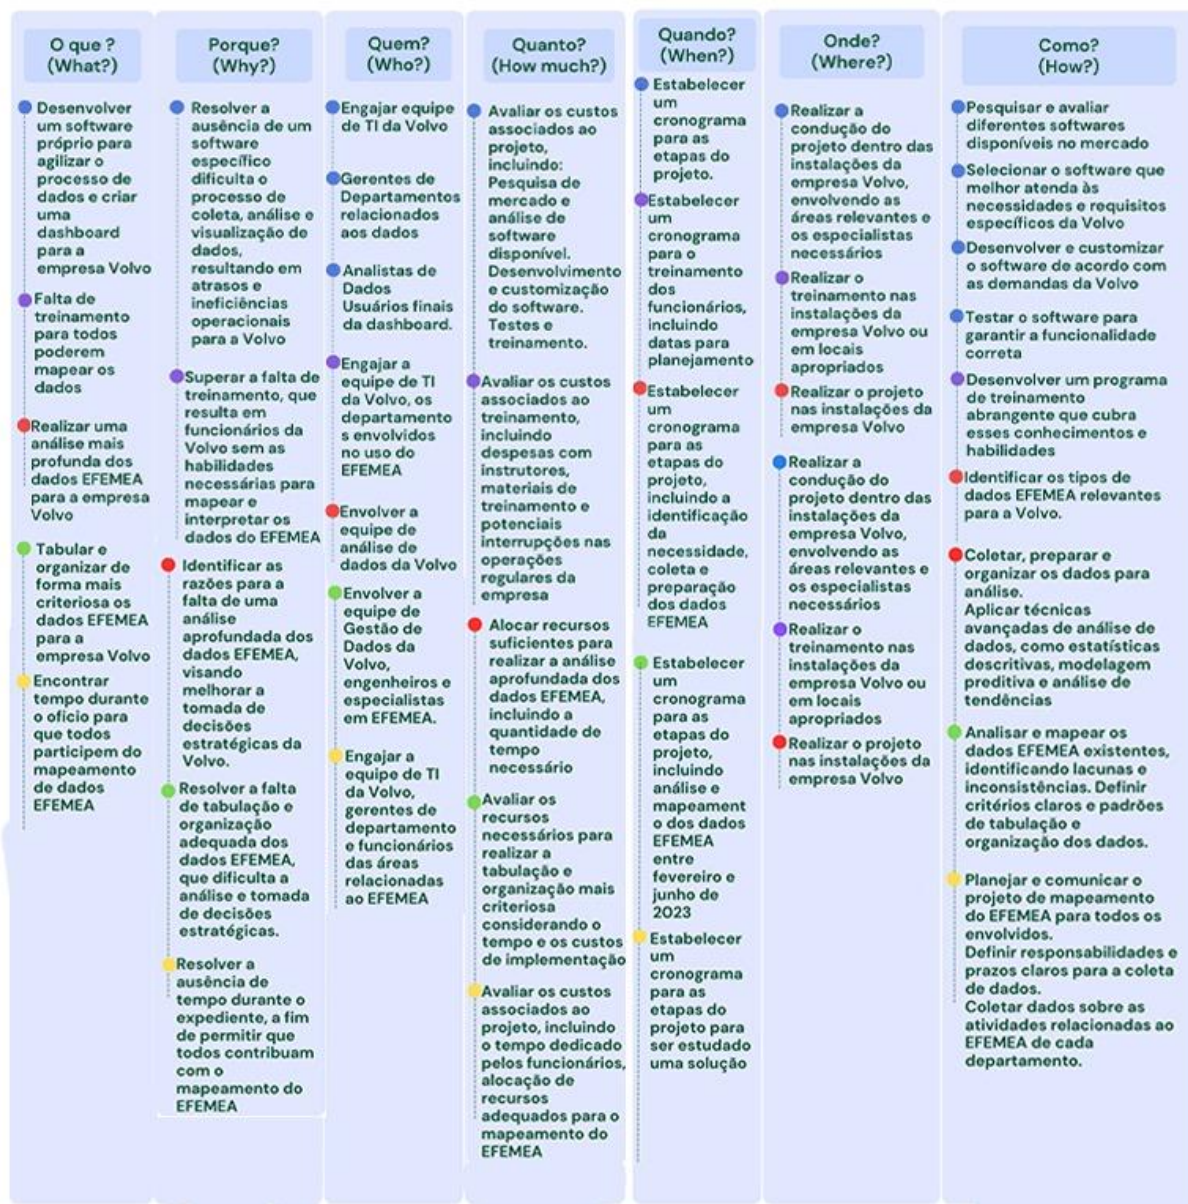 O que ?
(What?)
Desenvolver
um software
próprio para
agilizar o
processo de
dados e criar
uma
dashboard
para a
empresa Volvo
Falta de
treinamento
para todos
poderem
mapear os
dados
Realizar uma
análise mais
profunda dos
dados EFEMEA
para a empresa
Volvo
Tabular e
organizar de
forma mais
criteriosa os
dados EFEMEA
para a
empresa Volvo
Encontrar
tempo durante
o ofício para
que todos
participem do
mapeamento
de dados
EFEMEA
Porque?
(Why?)
Resolver a
ausência de um
software
específico
dificulta o
processo de
coleta, análise e
visualização de
dados,
resultando em
atrasos e
ineficiências
operacionais
para a Volvo
Superar a falta de
treinamento, que
resulta em
funcionários da
Volvo sem as
habilidades
necessárias para
mapear e
interpretar os
dados do EFEMEA
Identificar as
razões para a
falta de uma
análise
aprofundada dos
dados EFEMEA,
visando
melhorar a
tomada de
decisões
estratégicas da
Volvo.
Resolver a falta
de tabulação e
organização
adequada dos
dados EFEMEA,
que dificulta a
análise e tomada
de decisões
estratégicas.
Resolver a
ausência de
tempo durante o
expediente, a fim
de permitir que
todos contribuam
com o
mapeamento do
EFEMEA
Quem?
(Who?)
Engajar equipe
de TI da Volvo
Gerentes de
Departamentos
relacionados
aos dados
Analistas de
Dados
Usuários finais
da dashboard.
Engajar a
equipe de TI
da Volvo, os
departamento
s envolvidos
no uso do
EFEMEA
Envolver a
equipe de
análise de
dados da Volvo
Envolver a
equipe de
Gestão de
Dados da
Volvo,
engenheiros e
especialistas
em EFEMEA.
Engajar a
equipe de TI
da Volvo,
gerentes de
departamento
e funcionários
das áreas
relacionadas
ao EFEMEA
Quanto?
(How much?)
Avaliar os custos
associados ao
projeto,
incluindo:
Pesquisa de
mercado e
análise de
software
disponível.
Desenvolvimento
e customização
do software.
Testes e
treinamento.
Avaliar os custos
associados ao
treinamento,
incluindo
despesas com
instrutores,
materiais de
treinamento e
potenciais
interrupções nas
operações
regulares da
empresa
Alocar recursos
suficientes para
realizar a análise
aprofundada dos
dados EFEMEA,
incluindo a
quantidade de
tempo
necessário
Avaliar os
recursos
necessários para
realizar a
tabulação e
organização mais
criteriosa
considerando o
tempo e os custos
de implementação
Avaliar os custos
associados ao
projeto, incluindo
o tempo dedicado
pelos funcionários,
alocação de
recursos
adequados para o
mapeamento do
EFEMEA
Quando?
(When?)
Estabelecer
um
cronograma
para as
etapas do
projeto.
Estabelecer
um
cronograma
para o
treinamento
dos
funcionários,
incluindo
datas para
planejamento
Estabelecer
um
cronograma
para as
etapas do
projeto,
incluindo a
identificação
da
necessidade,
coleta e
preparação
dos dados
EFEMEA
Estabelecer
um
cronograma
para as
etapas do
projeto,
incluindo
análise e
mapeament
o dos dados
EFEMEA
entre
fevereiro e
junho de
2023
Estabelecer
um
cronograma
para as
etapas do
projeto para
ser estudado
uma solução
Onde?
(Where?)
Realizar a
condução do
projeto dentro das
instalações da
empresa Volvo,
envolvendo as
áreas relevantes e
os especialistas
necessários
Realizar o
treinamento nas
instalações da
empresa Volvo ou
em locais
apropriados
Realizar o projeto
nas instalações da
empresa Volvo
Realizar a
condução do
projeto dentro das
instalações da
empresa Volvo,
envolvendo as
áreas relevantes e
os especialistas
necessários
Realizar o
treinamento nas
instalações da
empresa Volvo ou
em locais
apropriados
Realizar o projeto
nas instalações da
empresa Volvo
Como?
(How?)
Pesquisar e avaliar
diferentes softwares
disponíveis no mercado
Selecionar o software que
melhor atenda às
necessidades e requisitos
específicos da Volvo
Desenvolver e customizar
o software de acordo com
as demandas da Volvo
Testar o software para
garantir a funcionalidade
correta
Desenvolver um programa
de treinamento
abrangente que cubra
esses conhecimentos e
habilidades
Identificar os tipos de
dados EFEMEA relevantes
para a Volvo.
Coletar, preparar e
organizar os dados para
análise.
Aplicar técnicas
avançadas de análise de
dados, como estatísticas
descritivas, modelagem
preditiva e análise de
tendências
Analisar e mapear os
dados EFEMEA existentes,
identificando lacunas e
inconsistências. Definir
critérios claros e padrões
de tabulação e
organização dos dados.
Planejar e comunicar o
projeto de mapeamento
do EFEMEA para todos os
envolvidos.
Definir responsabilidades e
prazos claros para a coleta
de dados.
Coletar dados sobre as
atividades relacionadas ao
EFEMEA de cada
departamento.